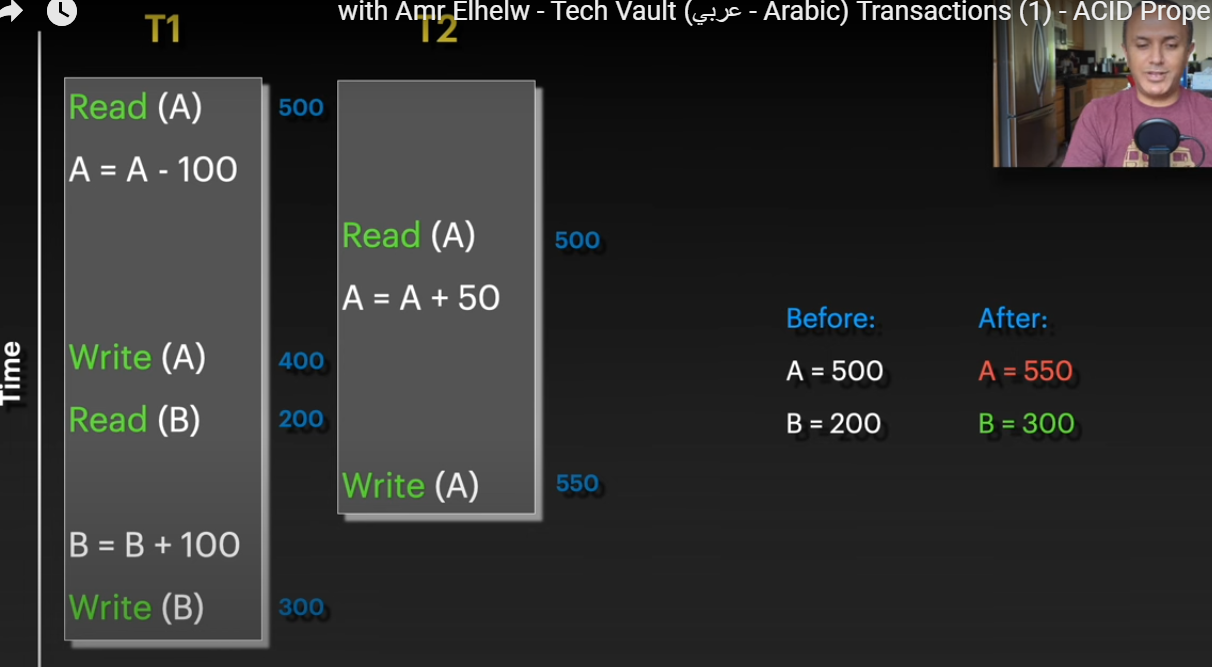 with Amr Elhelw - Tech Vault (عربي - Arabic) Transactions (1) - ACID Prope
T1
T2
Read (A)
500
A = A - 100
Read (A)
500
A = A + 50
Write (A)
400
Read (B)
200
Write (A)
550
B = B + 100
Write (B)
300
Before:
After:
A = 500
A = 550
B = 200
B = 300
Time